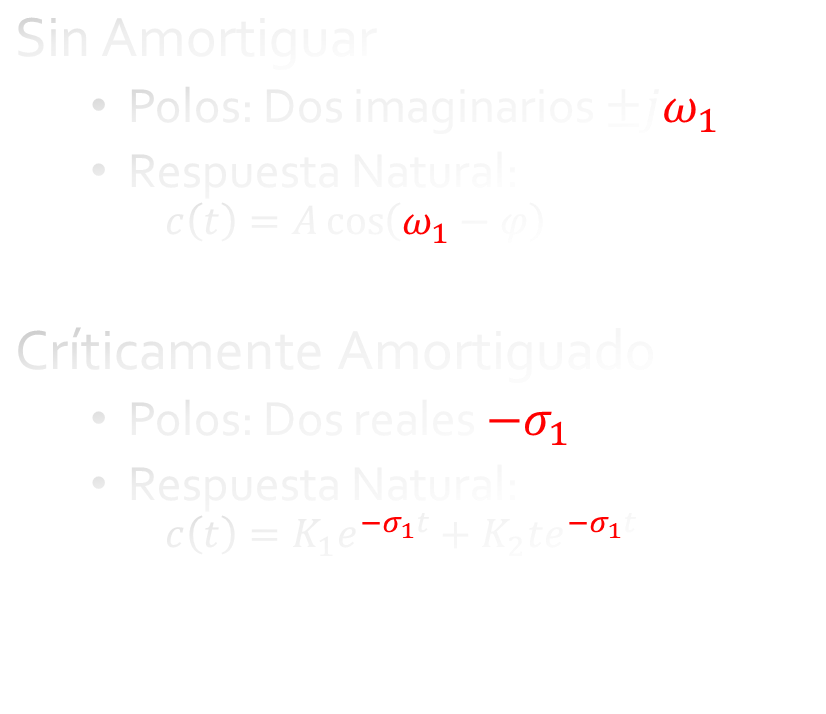 Sin Amortiguar
• Polos: Dos imaginarios ±jω₁
• Respuesta Natural:
c(t) = A cos(ω₁ − φ)
Críticamente Amortiguado
• Polos: Dos reales −σ₁
• Respuesta Natural:
c(t) = K₁e^−σ₁t + K₂te^−σ₁t